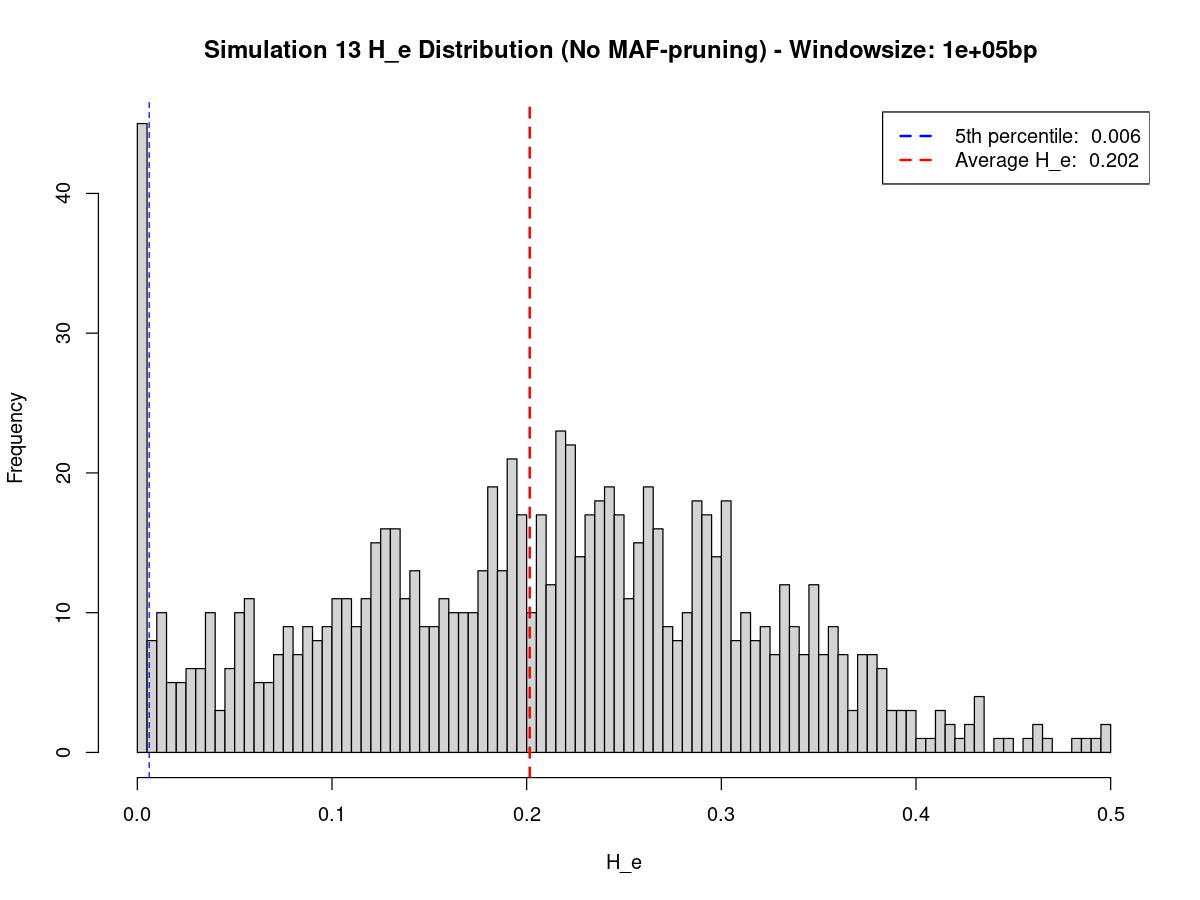 Simulation 13 H_e Distribution (No MAF-pruning) - Windowsize: 1e+05bp
5th percentile: 0.006
Average H_e: 0.202
Frequency
40
30
20
10
0
0.0 0.1 0.2 0.3 0.4 0.5
H_e